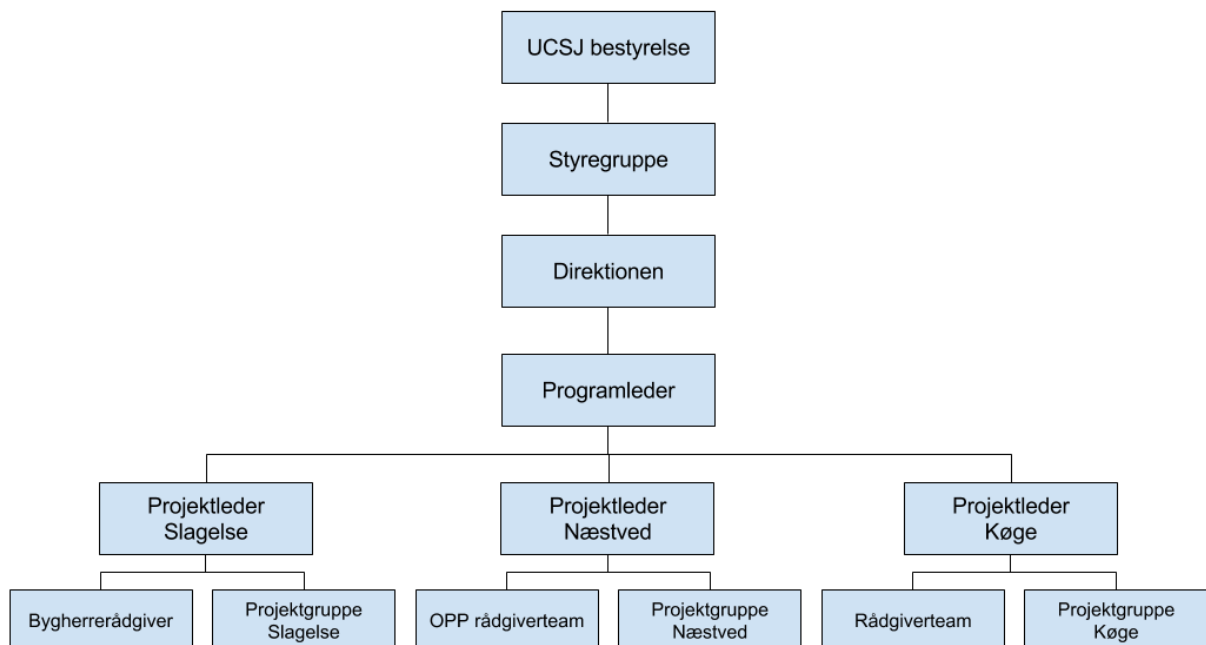 UCSJ bestyrelse
Styregruppe
Direktionen
Programleder
Projektleder
Slagelse
Projektleder
Næstved
Projektleder
Køge
Bygherrerådgiver
Projektgruppe
Slagelse
OPP rådgiverteam
Projektgruppe
Næstved
Rådgiverteam
Projektgruppe
Køge